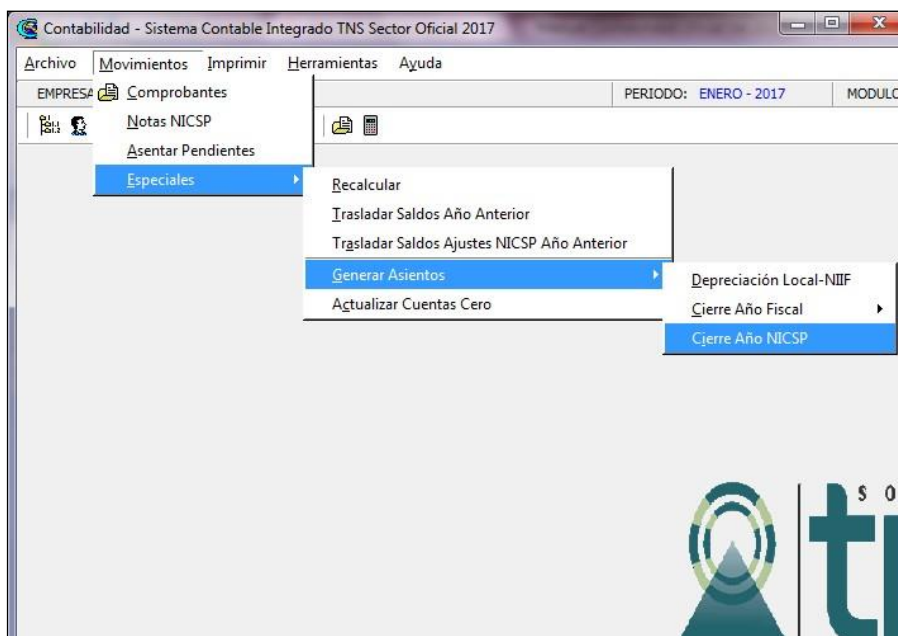 Contabilidad - Sistema Contable Integrado TNS Sector Oficial 2017
Archivo Movimientos Imprimir Herramientas Ayuda
EMPRESA PERIODO: ENERO - 2017 MODULO
Comprobantes
Notas NICSP
Asentar Pendientes
Especiales
Recalcular
Trasladar Saldos Año Anterior
Trasladar Saldos Ajustes NICSP Año Anterior
Generar Asientos
Actualizar Cuentas Cero
Depreciación Local-NIIF
Cierre Año Fiscal
Cierre Año NICSP
S O